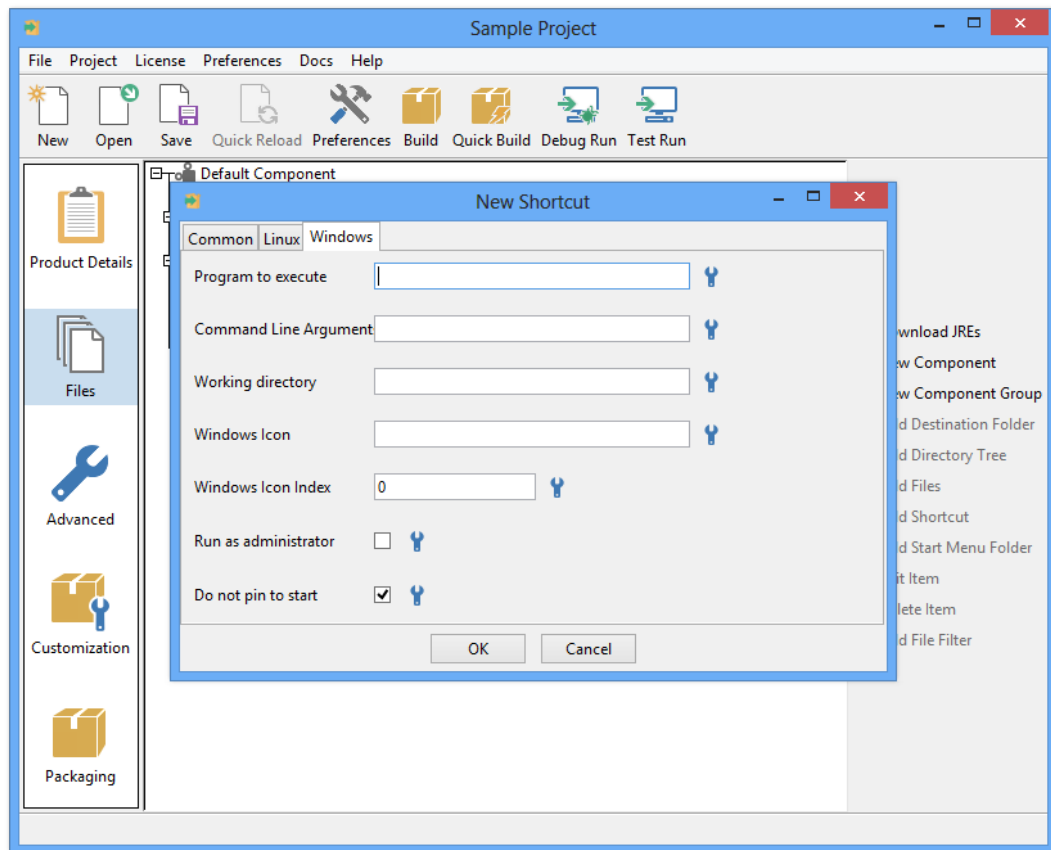 Sample Project
File Project License Preferences Docs Help
New Open Save Quick Reload Preferences Build Quick Build Debug Run Test Run
Default Component
New Shortcut
Common Linux Windows
Product Details
Program to execute
Command Line Argument
wnload JREs
Working directory
w Component
Files
w Component Group
d Destination Folder
Windows Icon
d Directory Tree
Windows Icon Index 0
d Files
Advanced
d Shortcut
Run as administrator
d Start Menu Folder
it Item
Do not pin to start
lete Item
Customization
OK Cancel
d File Filter
Packaging